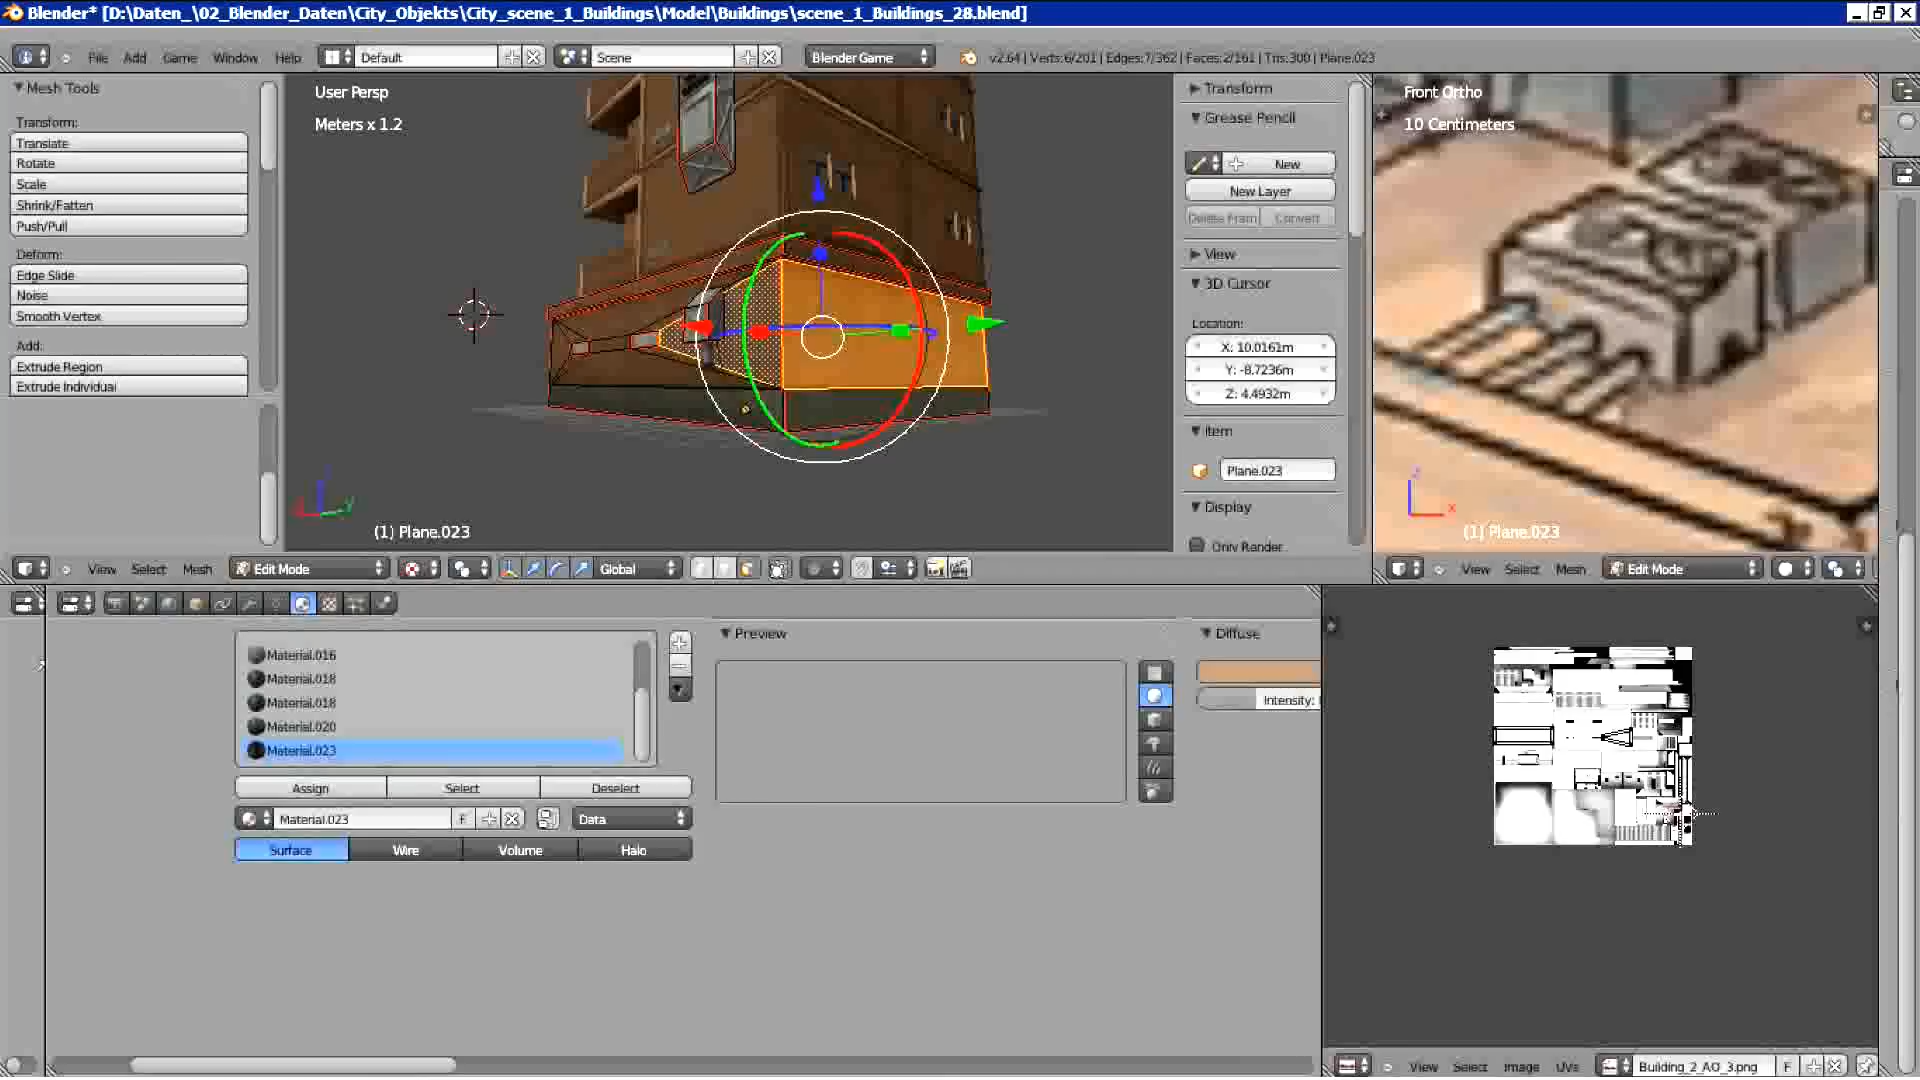 Blender* [D:\Daten_\02_Blender_Daten\City_Objekts\City_scene_1_Buildings\Model\Buildings\scene_1_Buildings_28.blend]
File Add Game Window Help Default Scene Blender Game v2.64 | Verts:6/201 | Edges:7/362 | Faces:2/161 | Tris:300 | Plane.023
Mesh Tools
Transform:
Translate
Rotate
Scale
Shrink/Fatten
Push/Pull
Deform:
Edge Slide
Noise
Smooth Vertex
Add:
Extrude Region
Extrude Individual
User Persp
Meters x 1.2
(1) Plane.023
Transform
Grease Pencil
New
New Layer
Delete Fram Convert
View
3D Cursor
Location:
X: 10.0161m
Y: -8.7236m
Z: 4.4932m
Item
Plane.023
Display
Only Render
Front Ortho
10 Centimeters
(1) Plane.023
View Select Mesh Edit Mode Global
View Select Mesh Edit Mode
Material.016
Material.018
Material.018
Material.020
Material.023
Assign Select Deselect
Material.023 F Data
Surface Wire Volume Halo
Preview
Diffuse
Intensity:
View Select Image UVs Building_2_AO_3.png F